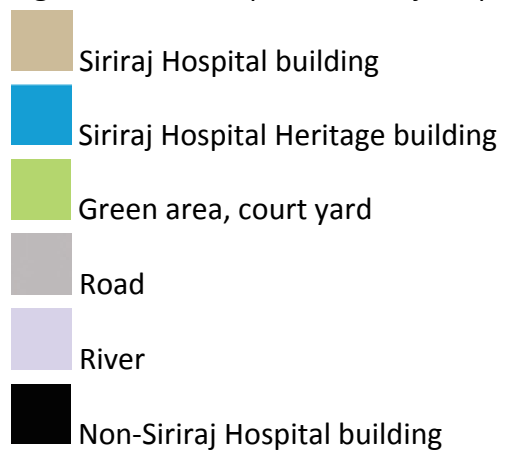 Siriraj Hospital building
Siriraj Hospital Heritage building
Green area, court yard
Road
River
Non-Siriraj Hospital building